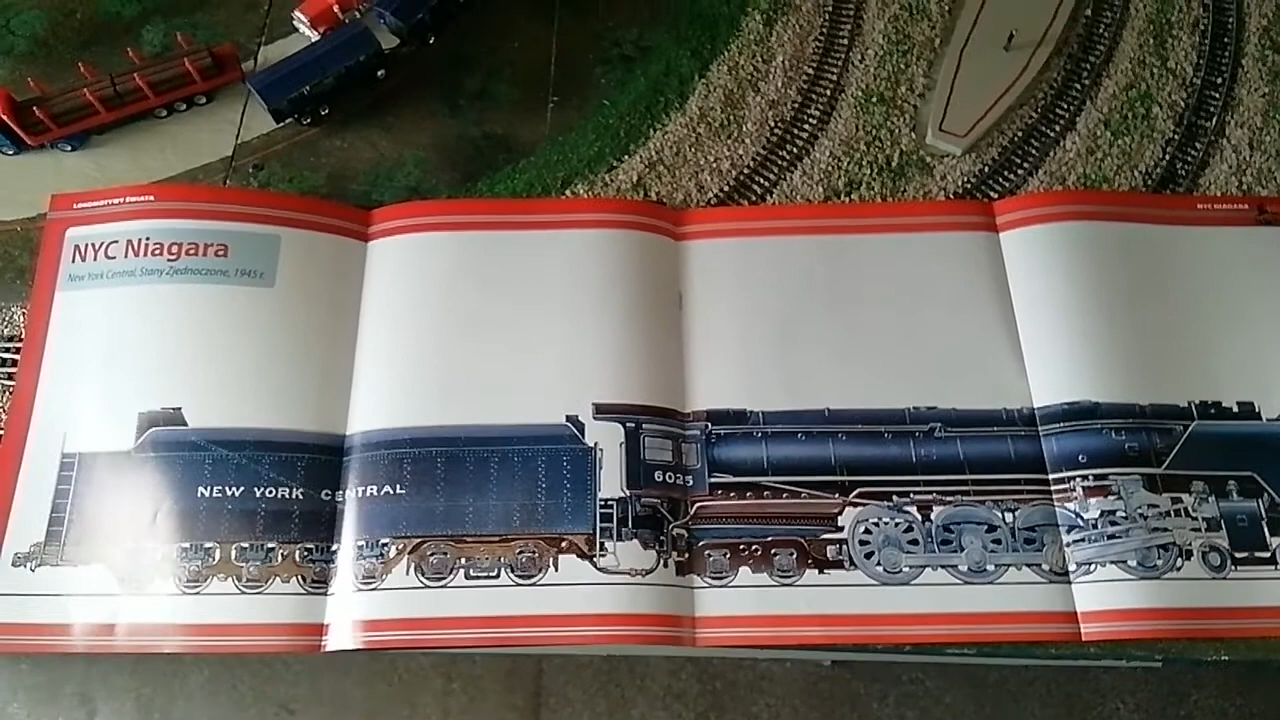 LOKOMOTYWY ŚWIATA
NYC NIAGARA
NYC Niagara
New York Central, Stany Zjednoczone, 1945 r.
6025
NEW YORK CENTRAL